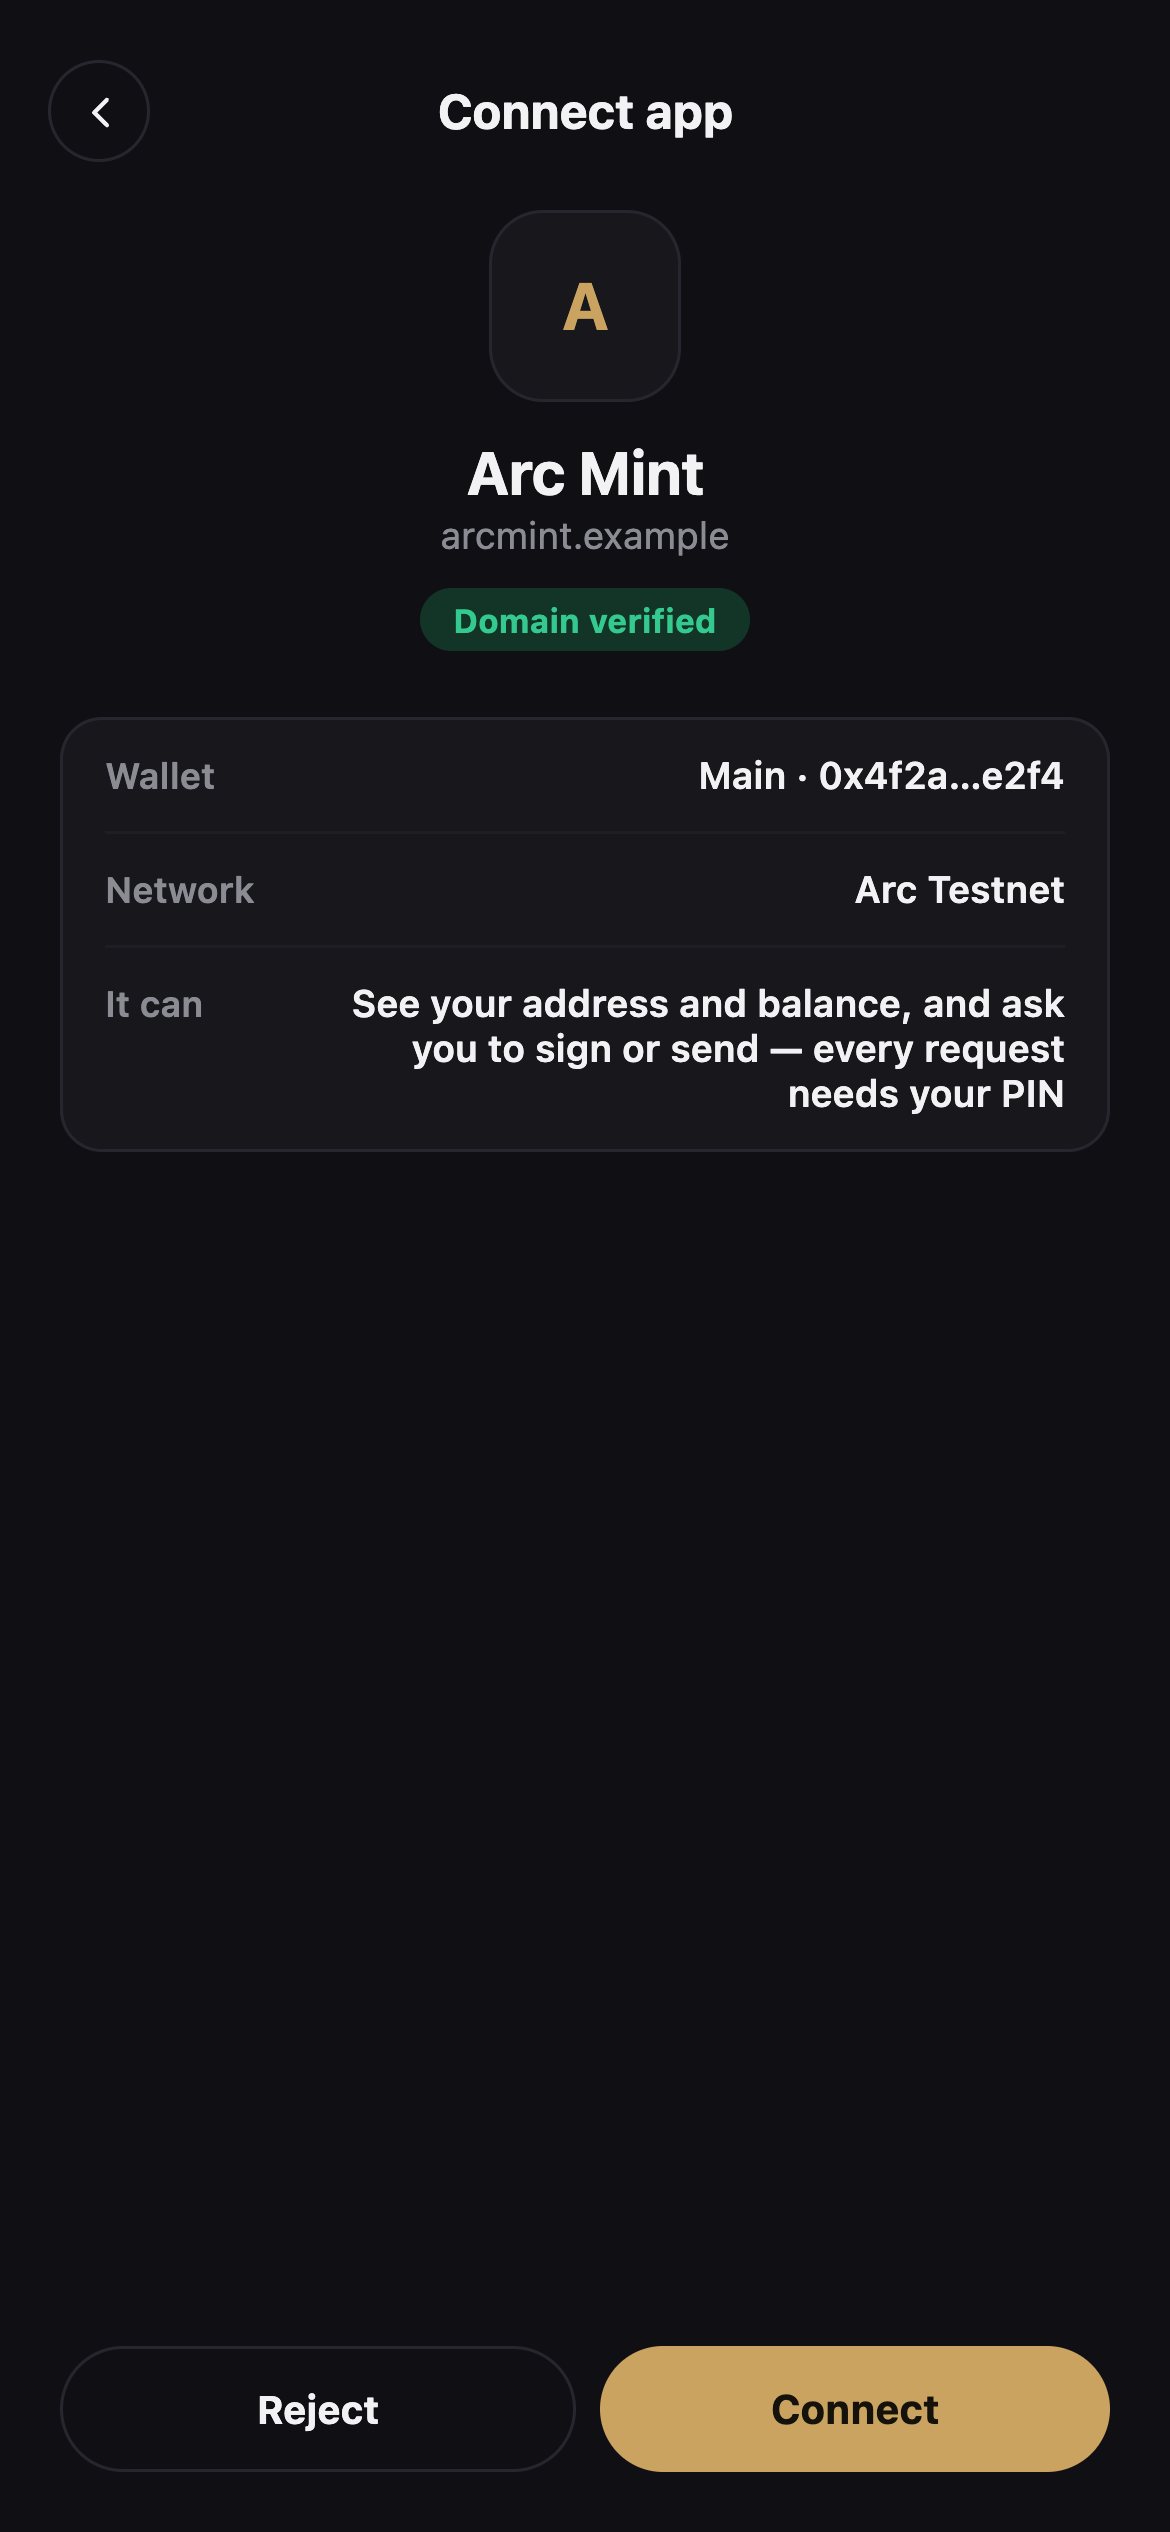 Connect app
A
Arc Mint
arcmint.example
Domain verified
Wallet
Main · 0x4f2a...e2f4
Network
Arc Testnet
It can
See your address and balance, and ask
you to sign or send — every request
needs your PIN
Reject
Connect